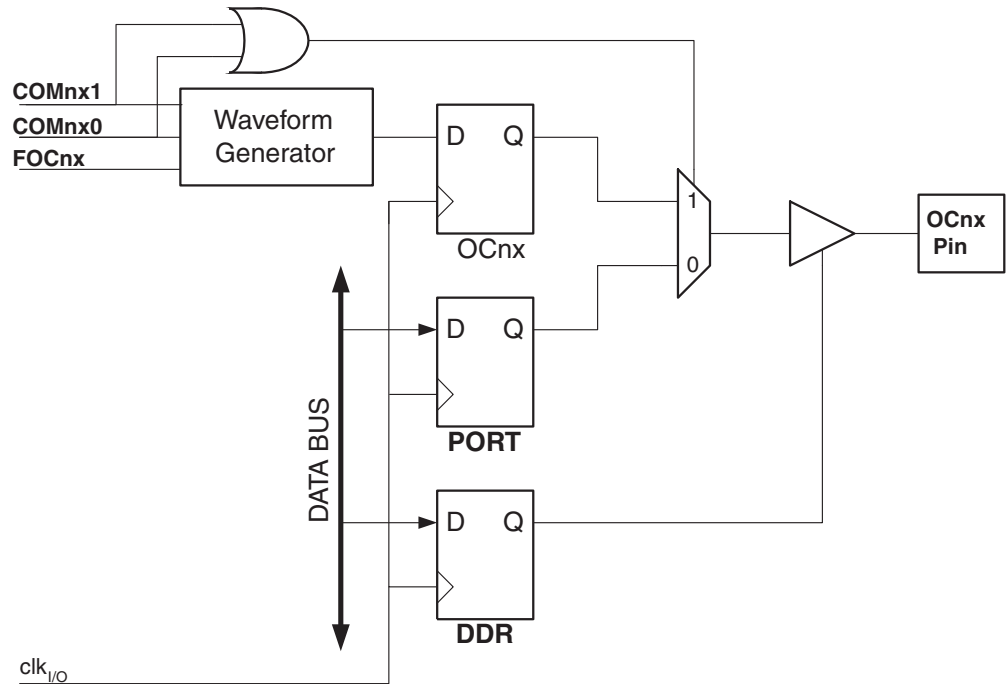 COMnx1
COMnx0
FOCnx
Waveform
Generator
D Q
OCnx
1
0
OCnx
Pin
D Q
PORT
DATA BUS
D Q
DDR
clkI/O